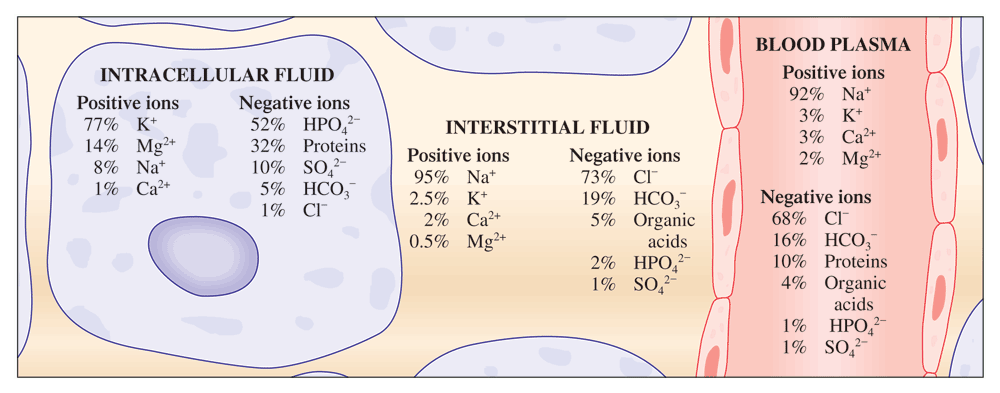 INTRACELLULAR FLUID
Positive ions
77% K⁺
14% Mg²⁺
8% Na⁺
1% Ca²⁺
Negative ions
52% HPO₄²⁻
32% Proteins
10% SO₄²⁻
5% HCO₃⁻
1% Cl⁻
INTERSTITIAL FLUID
Positive ions
95% Na⁺
2.5% K⁺
2% Ca²⁺
0.5% Mg²⁺
Negative ions
73% Cl⁻
19% HCO₃⁻
5% Organic
acids
2% HPO₄²⁻
1% SO₄²⁻
BLOOD PLASMA
Positive ions
92% Na⁺
3% K⁺
3% Ca²⁺
2% Mg²⁺
Negative ions
68% Cl⁻
16% HCO₃⁻
10% Proteins
4% Organic
acids
1% HPO₄²⁻
1% SO₄²⁻